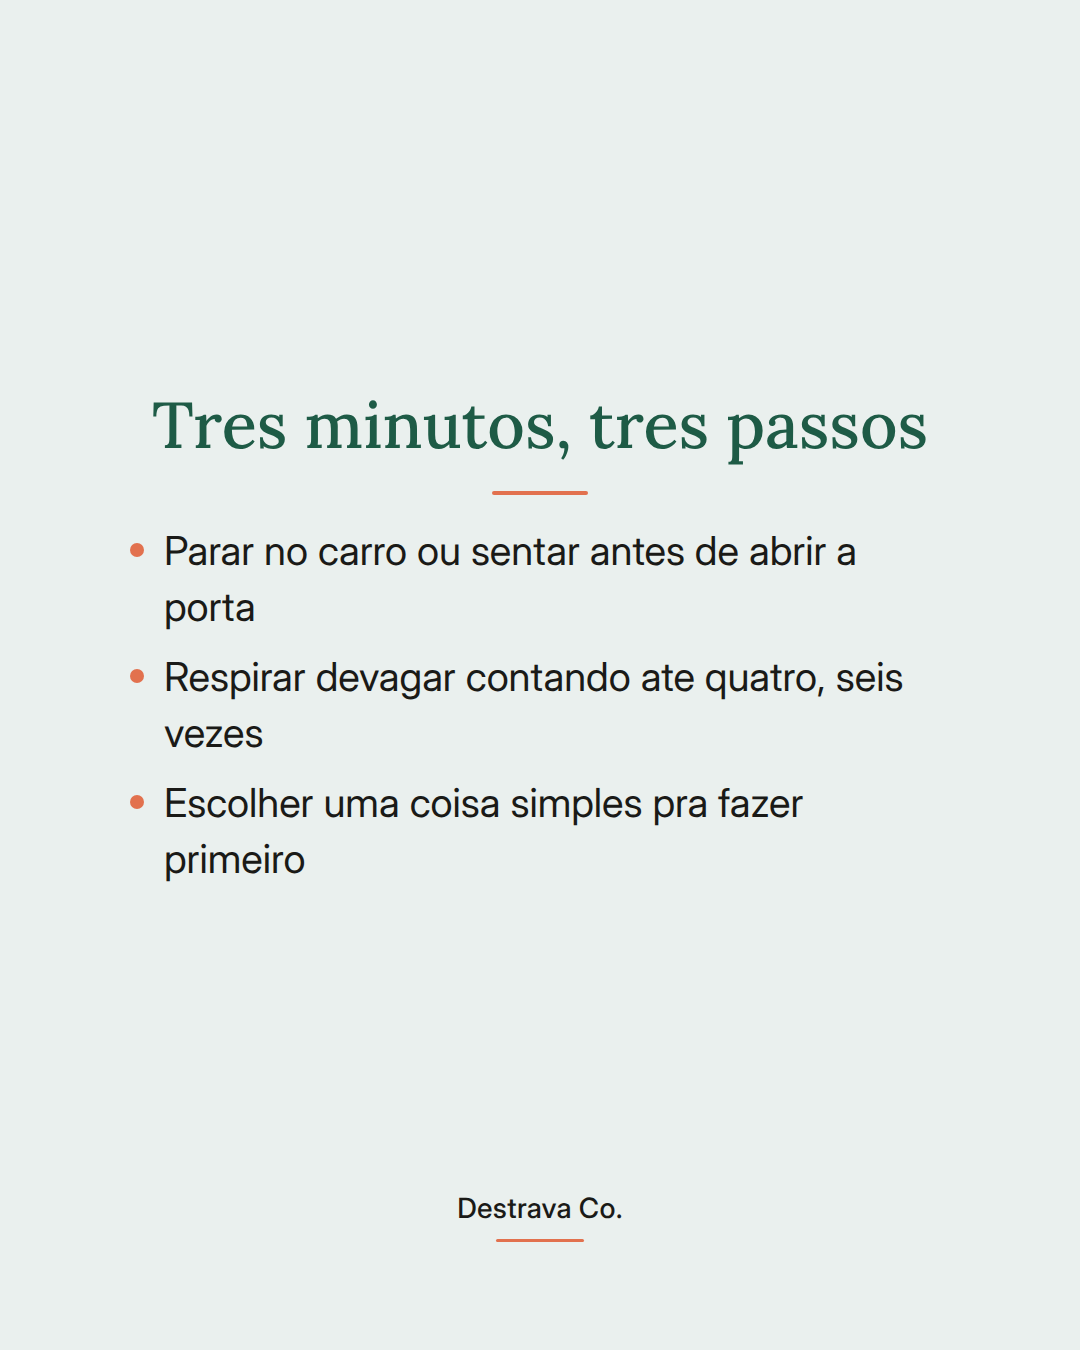 Tres minutos, tres passos
Parar no carro ou sentar antes de abrir a
porta
Respirar devagar contando ate quatro, seis
vezes
Escolher uma coisa simples pra fazer
primeiro
Destrava Co.